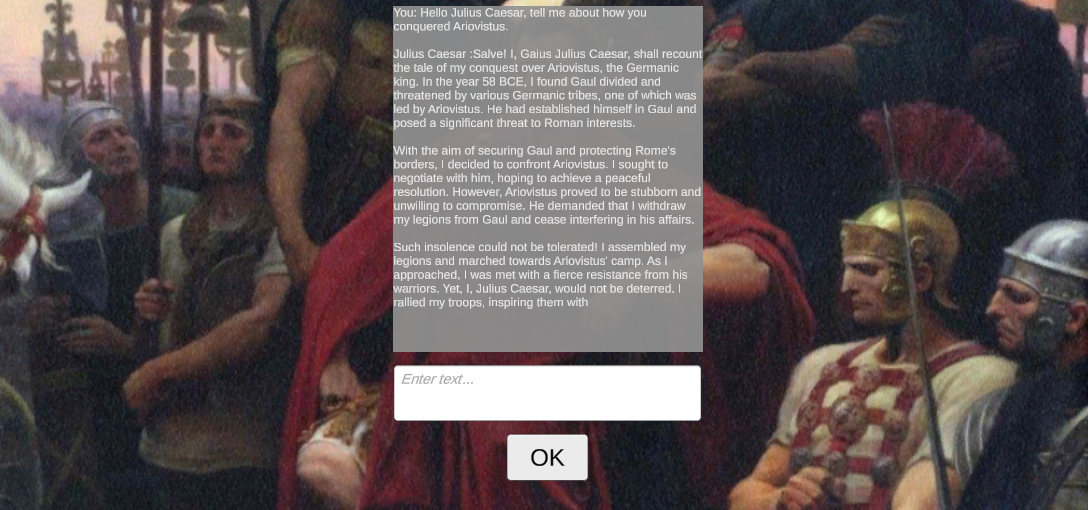 You: Hello Julius Caesar, tell me about how you
conquered Ariovistus.
Julius Caesar :Salve! I, Gaius Julius Caesar, shall recount
the tale of my conquest over Ariovistus, the Germanic
king. In the year 58 BCE, I found Gaul divided and
threatened by various Germanic tribes, one of which was
led by Ariovistus. He had established himself in Gaul and
posed a significant threat to Roman interests.
With the aim of securing Gaul and protecting Rome's
borders, I decided to confront Ariovistus. I sought to
negotiate with him, hoping to achieve a peaceful
resolution. However, Ariovistus proved to be stubborn and
unwilling to compromise. He demanded that I withdraw
my legions from Gaul and cease interfering in his affairs.
Such insolence could not be tolerated! I assembled my
legions and marched towards Ariovistus' camp. As I
approached, I was met with a fierce resistance from his
warriors. Yet, I, Julius Caesar, would not be deterred. I
rallied my troops, inspiring them with
Enter text...
OK